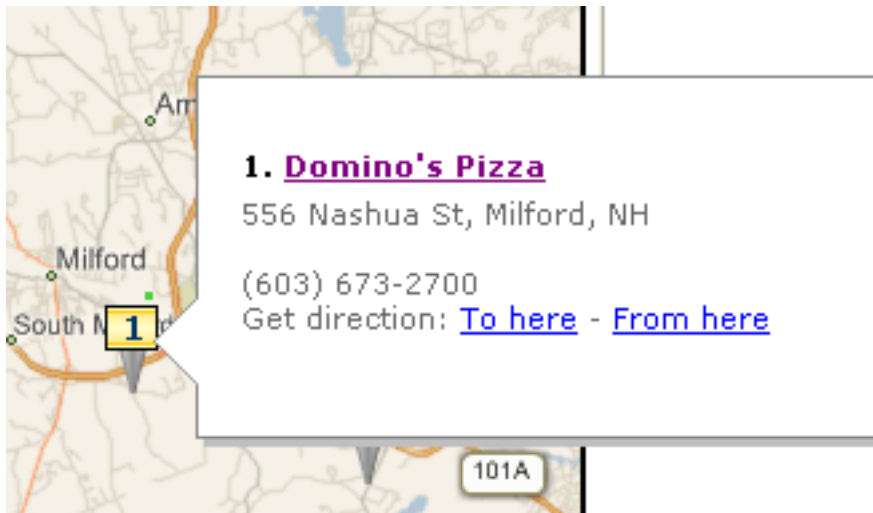 Am
1. Domino's Pizza
556 Nashua St, Milford, NH
Milford
(603) 673-2700
South M rd
1
Get direction: To here - From here
101A